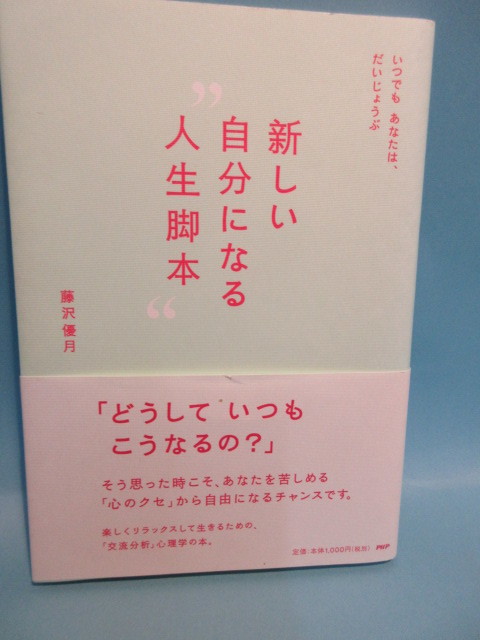 いつでも あなたは、
だいじょうぶ
新しい
自分になる
”人生脚本“
藤沢優月
「どうして いつも
こうなるの？」
そう思った時こそ、あなたを苦しめる
「心のクセ」から自由になるチャンスです。
楽しくリラックスして生きるための、
「交流分析」心理学の本。
定価 本体1,000円(税別) PHP